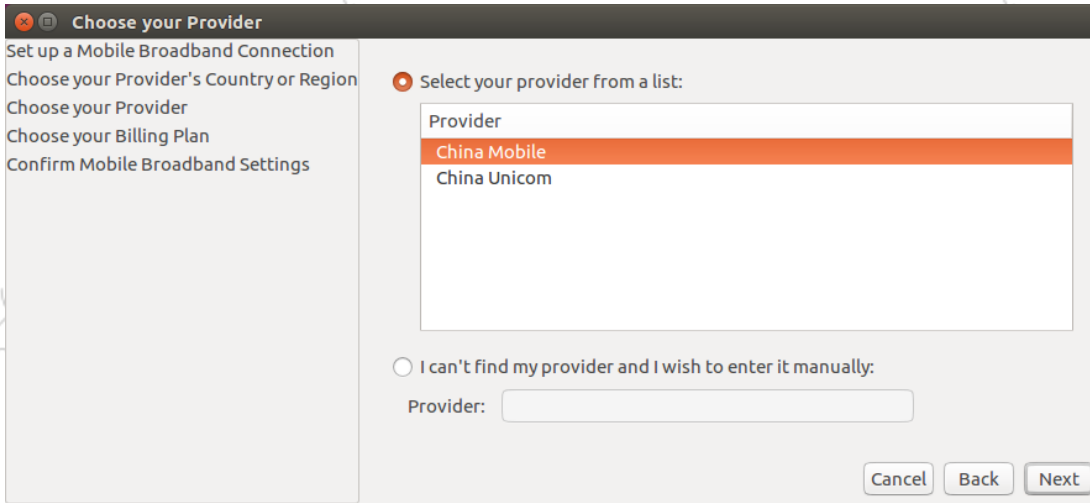 Choose your Provider
Set up a Mobile Broadband Connection
Choose your Provider's Country or Region
Choose your Provider
Choose your Billing Plan
Confirm Mobile Broadband Settings
Select your provider from a list:
Provider
China Mobile
China Unicom
I can't find my provider and I wish to enter it manually:
Provider:
Cancel Back Next